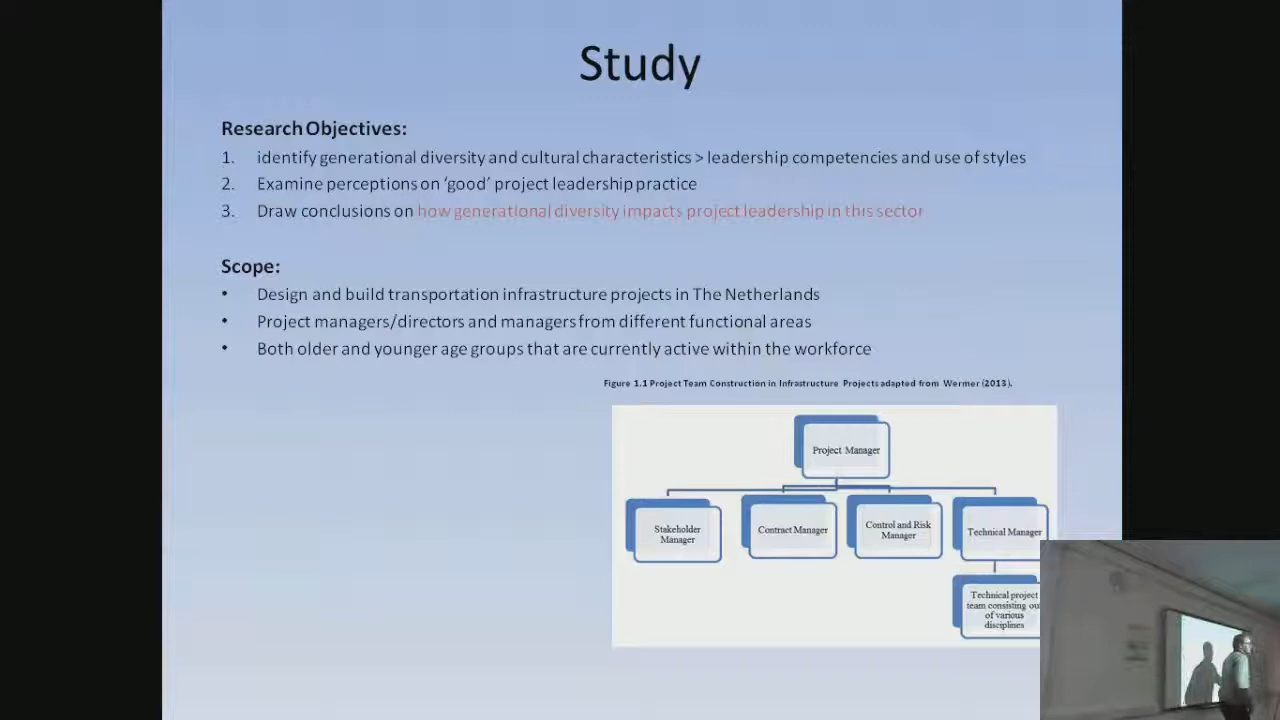 Study
Research Objectives:
1. identify generational diversity and cultural characteristics > leadership competencies and use of styles
2. Examine perceptions on ‘good’ project leadership practice
3. Draw conclusions on how generational diversity impacts project leadership in this sector
Scope:
• Design and build transportation infrastructure projects in The Netherlands
• Project managers/directors and managers from different functional areas
• Both older and younger age groups that are currently active within the workforce
Figure 1.1 Project Team Construction in Infrastructure Projects adapted from Wermer (2013).
Project Manager
Stakeholder
Manager
Contract Manager
Control and Risk
Manager
Technical Manager
Technical project
team consisting ou
of various
disciplines